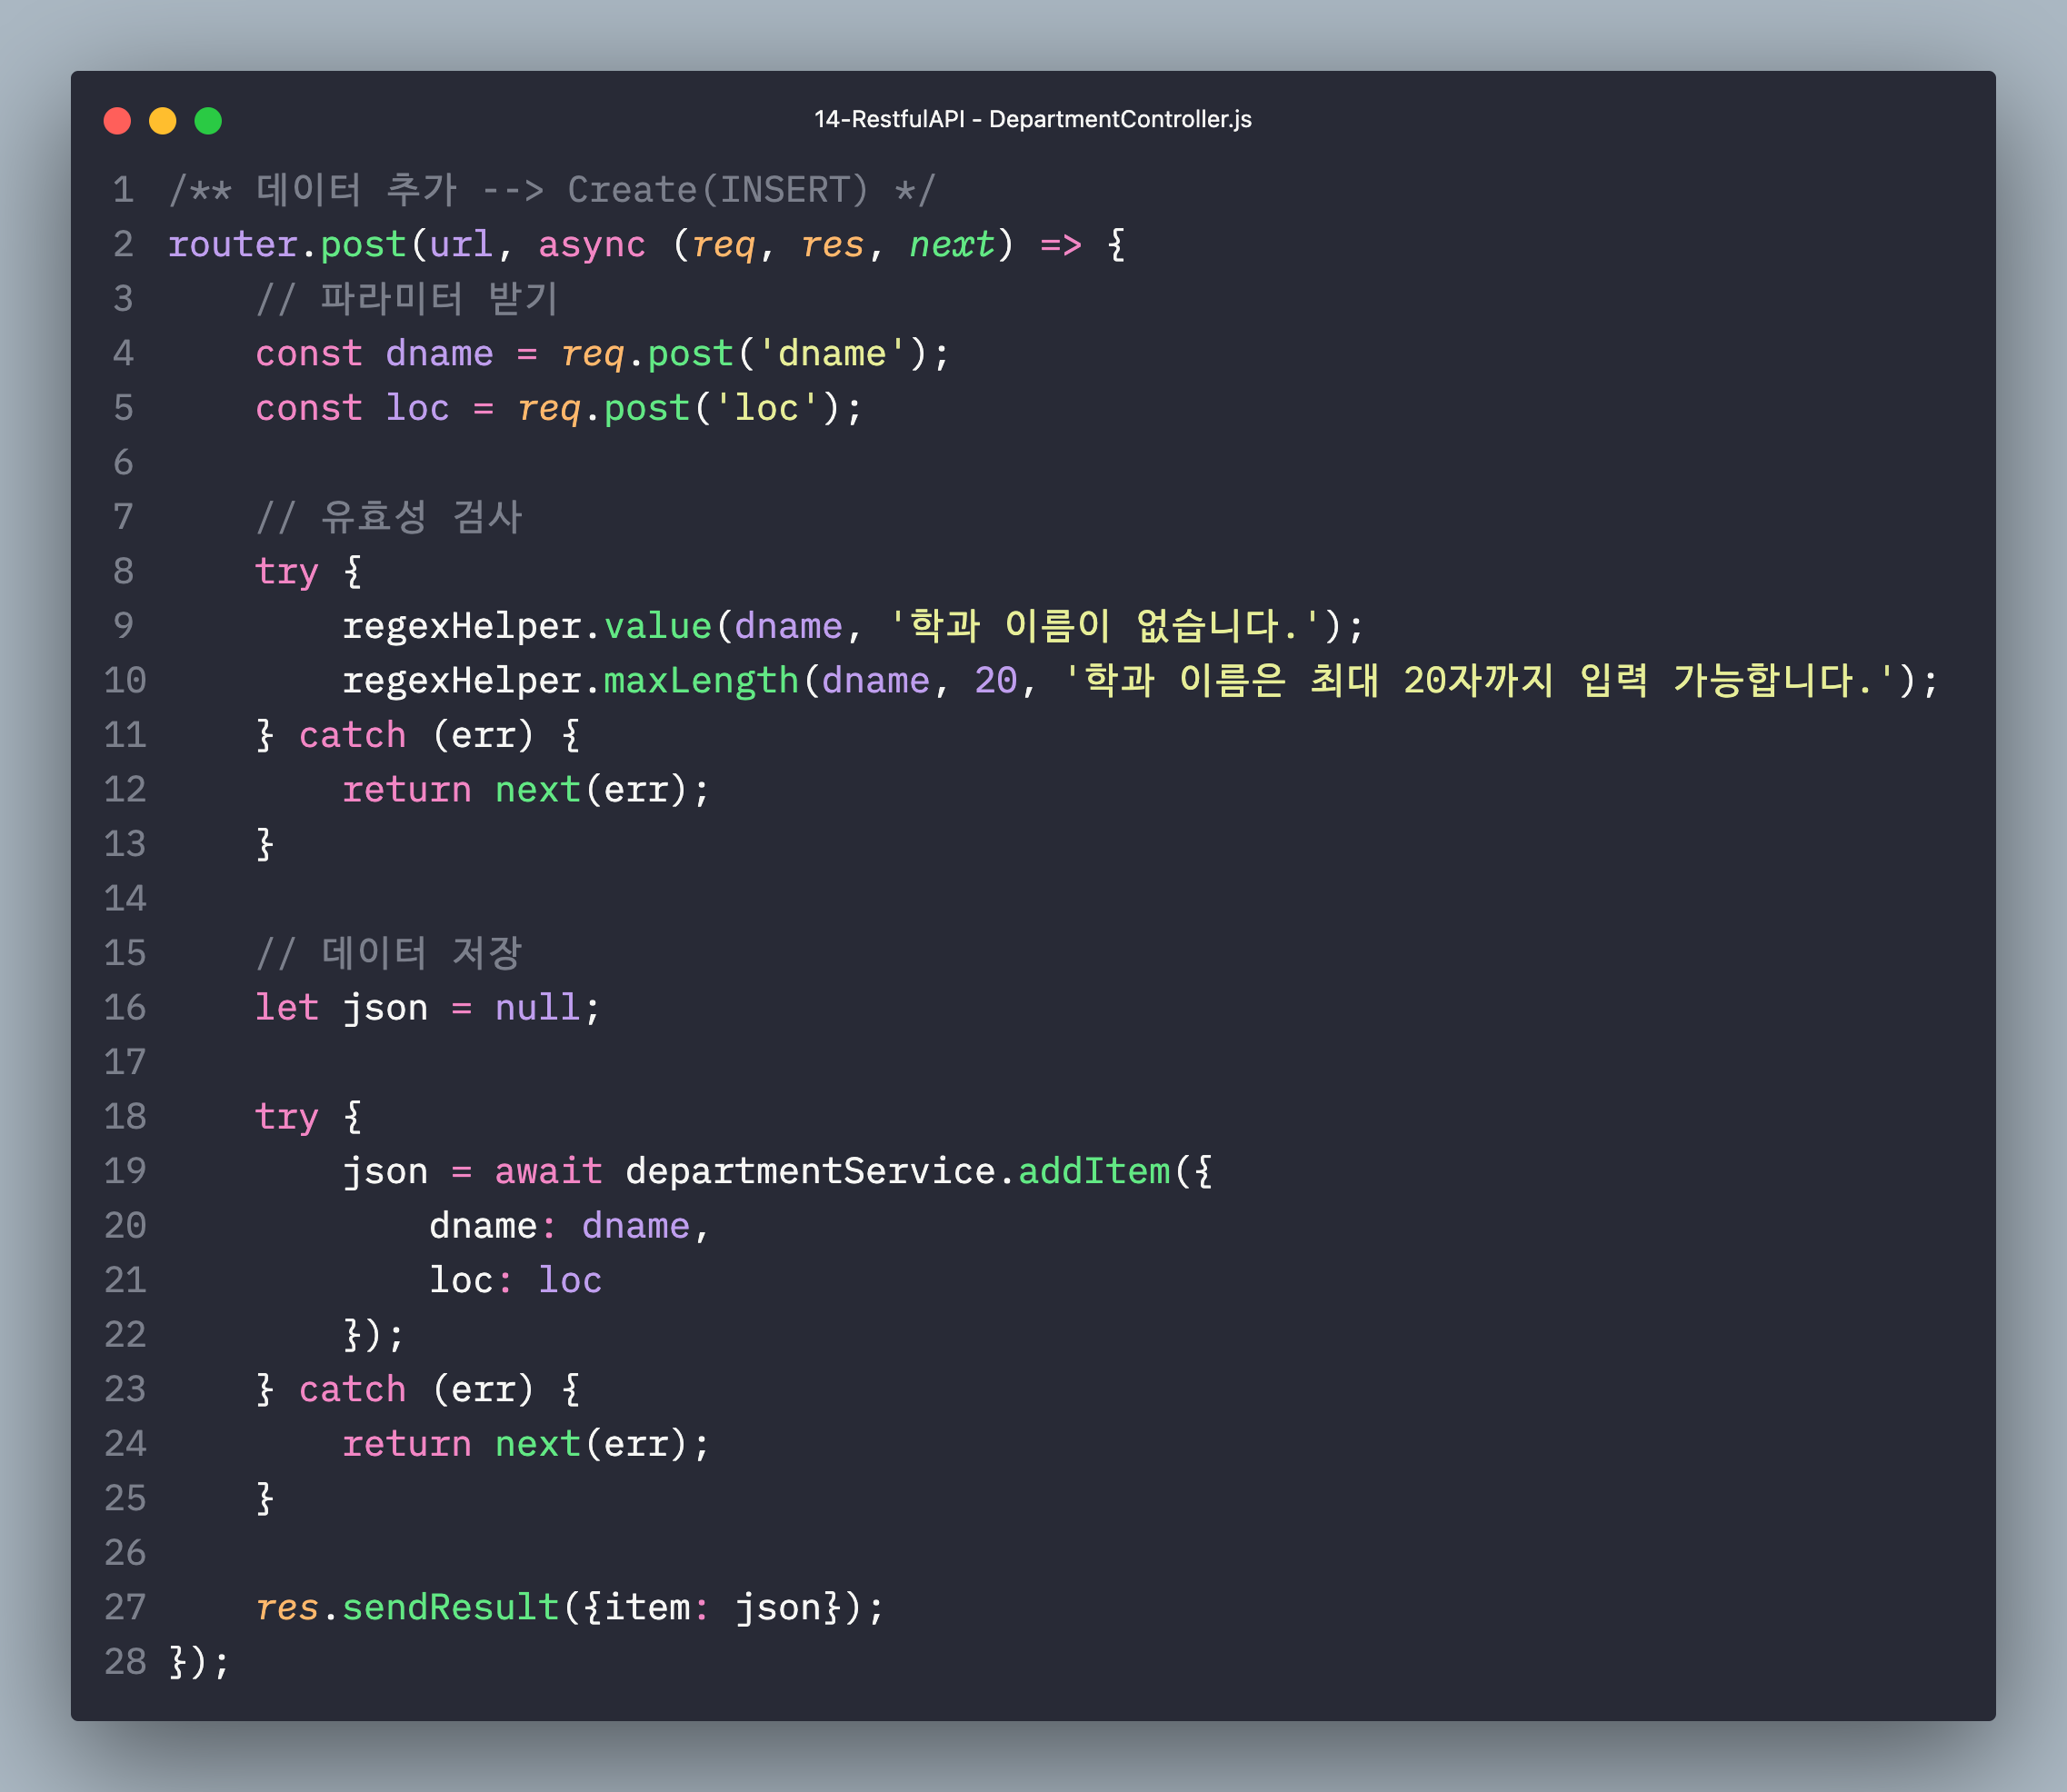 14-RestfulAPI - DepartmentController.js
1 /** 데이터 추가 --> Create(INSERT) */
2 router.post(url, async (req, res, next) => {
3     // 파라미터 받기
4     const dname = req.post('dname');
5     const loc = req.post('loc');
6
7     // 유효성 검사
8     try {
9         regexHelper.value(dname, '학과 이름이 없습니다.');
10         regexHelper.maxLength(dname, 20, '학과 이름은 최대 20자까지 입력 가능합니다.');
11     } catch (err) {
12         return next(err);
13     }
14
15     // 데이터 저장
16     let json = null;
17
18     try {
19         json = await departmentService.addItem({
20             dname: dname,
21             loc: loc
22         });
23     } catch (err) {
24         return next(err);
25     }
26
27     res.sendResult({item: json});
28 });